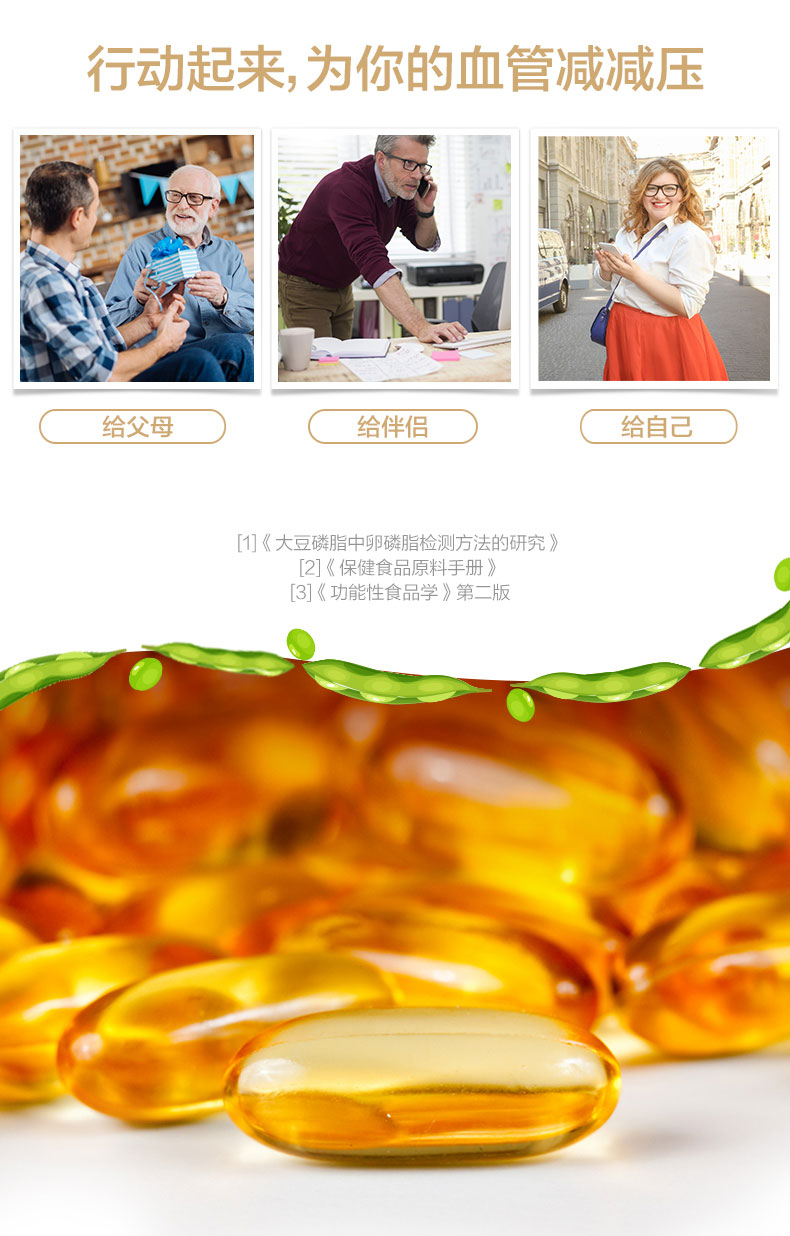 行动起来,为你的血管减减压
给父母
给伴侣
给自己
[1]《大豆磷脂中卵磷脂检测方法的研究》
[2]《保健食品原料手册》
[3]《功能性食品学》第二版